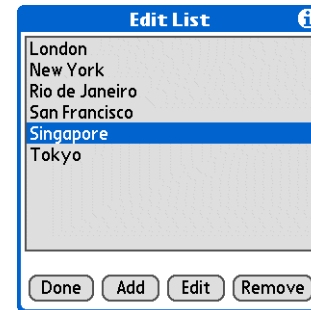 Edit List
London
New York
Rio de Janeiro
San Francisco
Singapore
Tokyo
Done Add Edit Remove